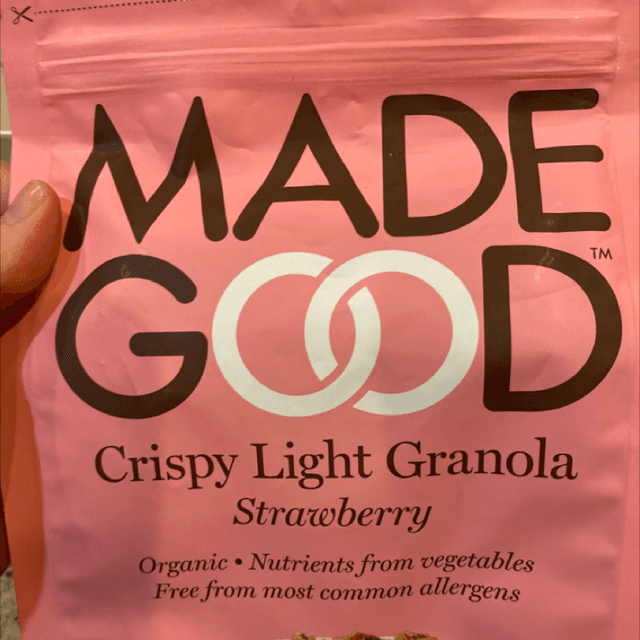 MADE
GOOD™
Crispy Light Granola
Strawberry
Organic • Nutrients from vegetables
Free from most common allergens